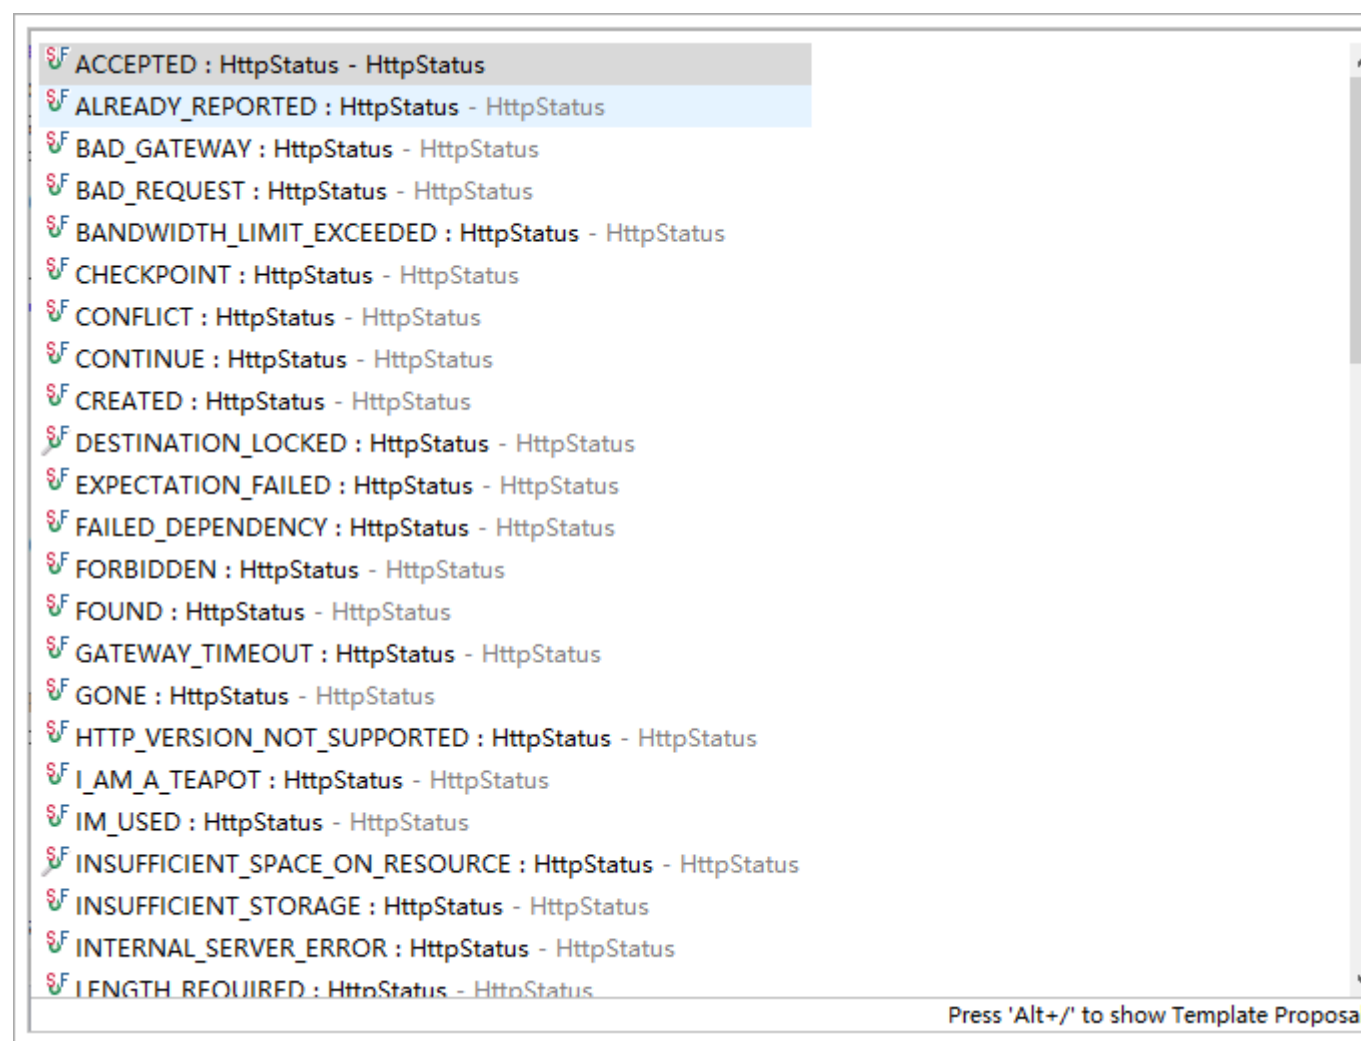 ACCEPTED : HttpStatus - HttpStatus
ALREADY_REPORTED : HttpStatus - HttpStatus
BAD_GATEWAY : HttpStatus - HttpStatus
BAD_REQUEST : HttpStatus - HttpStatus
BANDWIDTH_LIMIT_EXCEEDED : HttpStatus - HttpStatus
CHECKPOINT : HttpStatus - HttpStatus
CONFLICT : HttpStatus - HttpStatus
CONTINUE : HttpStatus - HttpStatus
CREATED : HttpStatus - HttpStatus
DESTINATION_LOCKED : HttpStatus - HttpStatus
EXPECTATION_FAILED : HttpStatus - HttpStatus
FAILED_DEPENDENCY : HttpStatus - HttpStatus
FORBIDDEN : HttpStatus - HttpStatus
FOUND : HttpStatus - HttpStatus
GATEWAY_TIMEOUT : HttpStatus - HttpStatus
GONE : HttpStatus - HttpStatus
HTTP_VERSION_NOT_SUPPORTED : HttpStatus - HttpStatus
I_AM_A_TEAPOT : HttpStatus - HttpStatus
IM_USED : HttpStatus - HttpStatus
INSUFFICIENT_SPACE_ON_RESOURCE : HttpStatus - HttpStatus
INSUFFICIENT_STORAGE : HttpStatus - HttpStatus
INTERNAL_SERVER_ERROR : HttpStatus - HttpStatus
LENGTH_REQUIRED : HttpStatus - HttpStatus
Press 'Alt+/' to show Template Proposa